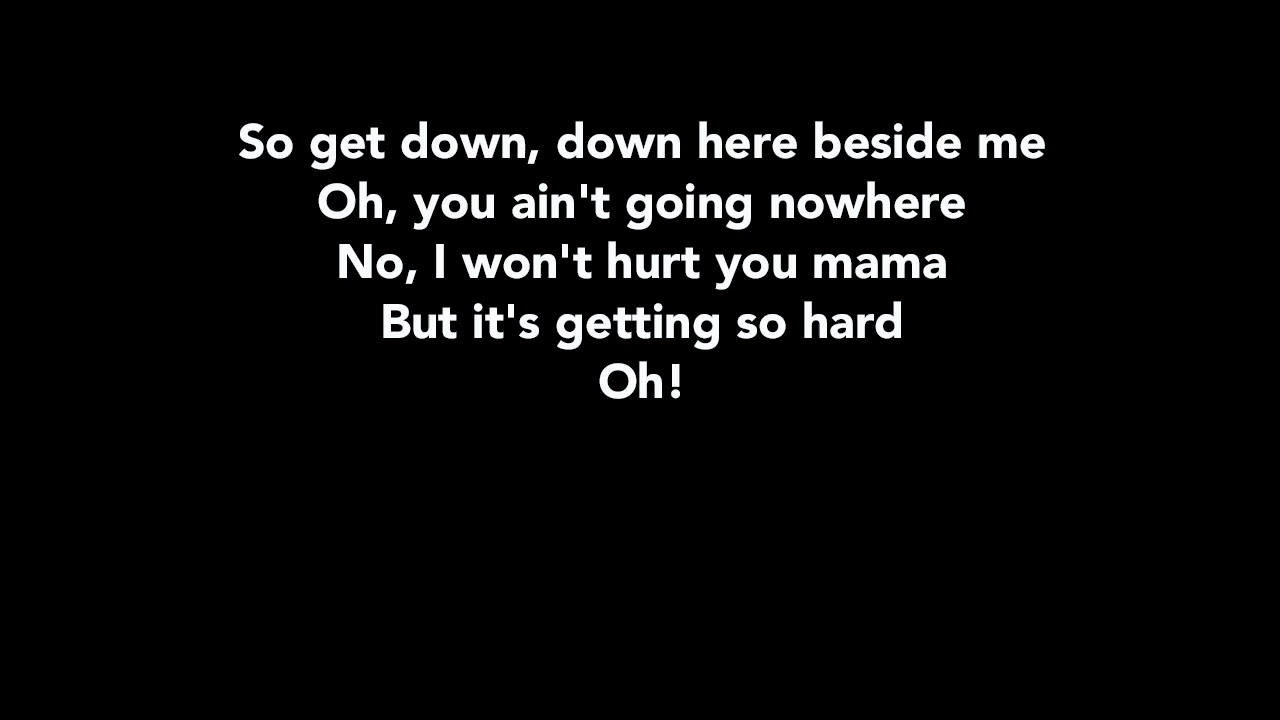 So get down, down here beside me
Oh, you ain't going nowhere
No, I won't hurt you mama
But it's getting so hard
Oh!